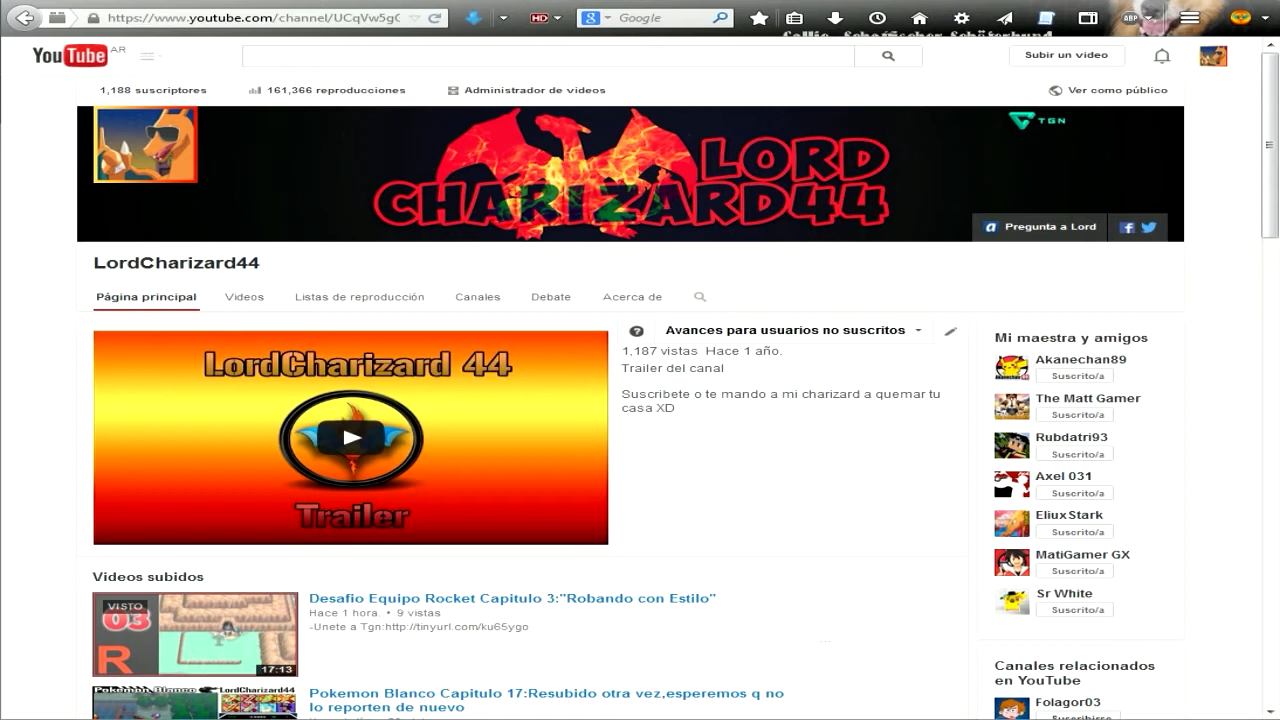 https://www.youtube.com/channel/UCqVw5gC
HD
Google
ABP
YouTube AR
Subir un video
1,188 suscriptores
161,366 reproducciones
Administrador de videos
Ver como público
TGN
LORD
CHARIZARD44
Pregunta a Lord
LordCharizard44
Página principal
Videos
Listas de reproducción
Canales
Debate
Acerca de
LordCharizard 44
Trailer
Avances para usuarios no suscritos
1,187 vistas Hace 1 año.
Trailer del canal
Suscribete o te mando a mi charizard a quemar tu
casa XD
Mi maestra y amigos
Akanechan89
Suscrito/a
The Matt Gamer
Suscrito/a
Rubdatri93
Suscrito/a
Axel 031
Suscrito/a
EliuxStark
Suscrito/a
MatiGamer GX
Suscrito/a
Sr White
Suscrito/a
Videos subidos
VISTO
03
R
17:13
Desafio Equipo Rocket Capitulo 3:"Robando con Estilo"
Hace 1 hora. • 9 vistas
-Unete a Tgn:http://tinyurl.com/ku65ygo
...
Pokemon Blanco
LordCharizard44
Pokemon Blanco Capitulo 17:Resubido otra vez,esperemos q no
lo reporten de nuevo
Canales relacionados
en YouTube
Folagor03
Suscribirse